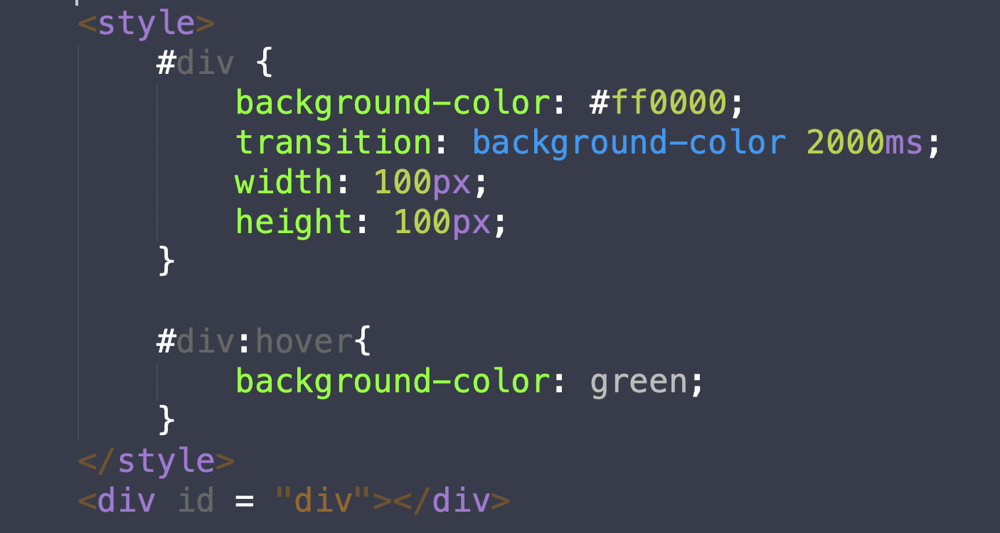 <style>
#div {
background-color: #ff0000;
transition: background-color 2000ms;
width: 100px;
height: 100px;
}
#div:hover{
background-color: green;
}
</style>
<div id = "div"></div>